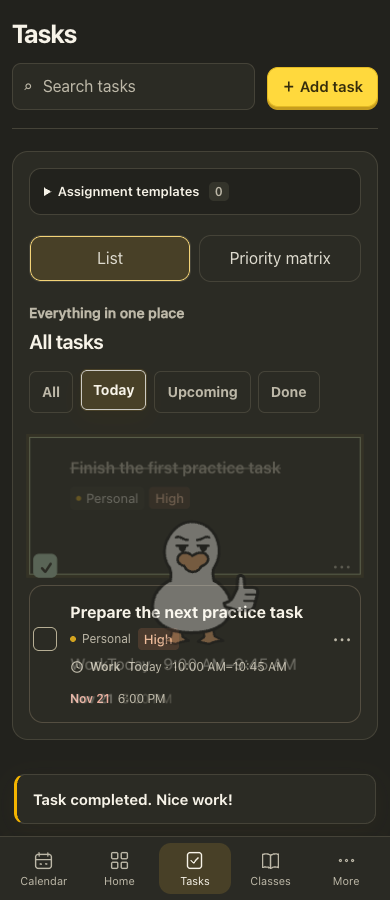 Tasks
Search tasks
+ Add task
Assignment templates 0
List
Priority matrix
Everything in one place
All tasks
All
Today
Upcoming
Done
Finish the first practice task
Personal High
Prepare the next practice task
Personal High
Work Today 10:00 AM–10:45 AM
Nov 21 6:00 PM
Task completed. Nice work!
Calendar
Home
Tasks
Classes
More